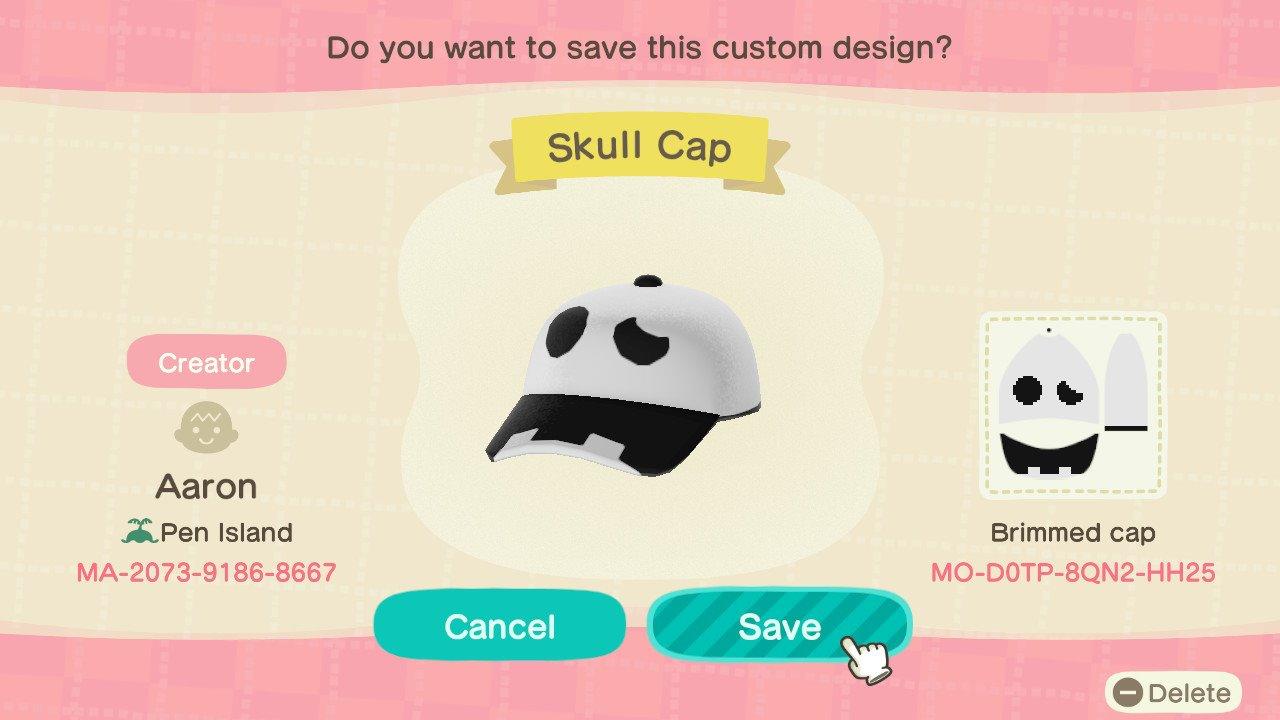 Do you want to save this custom design?
Skull Cap
Creator
Aaron
Pen Island
MA-2073-9186-8667
Brimmed cap
MO-D0TP-8QN2-HH25
Cancel
Save
Delete